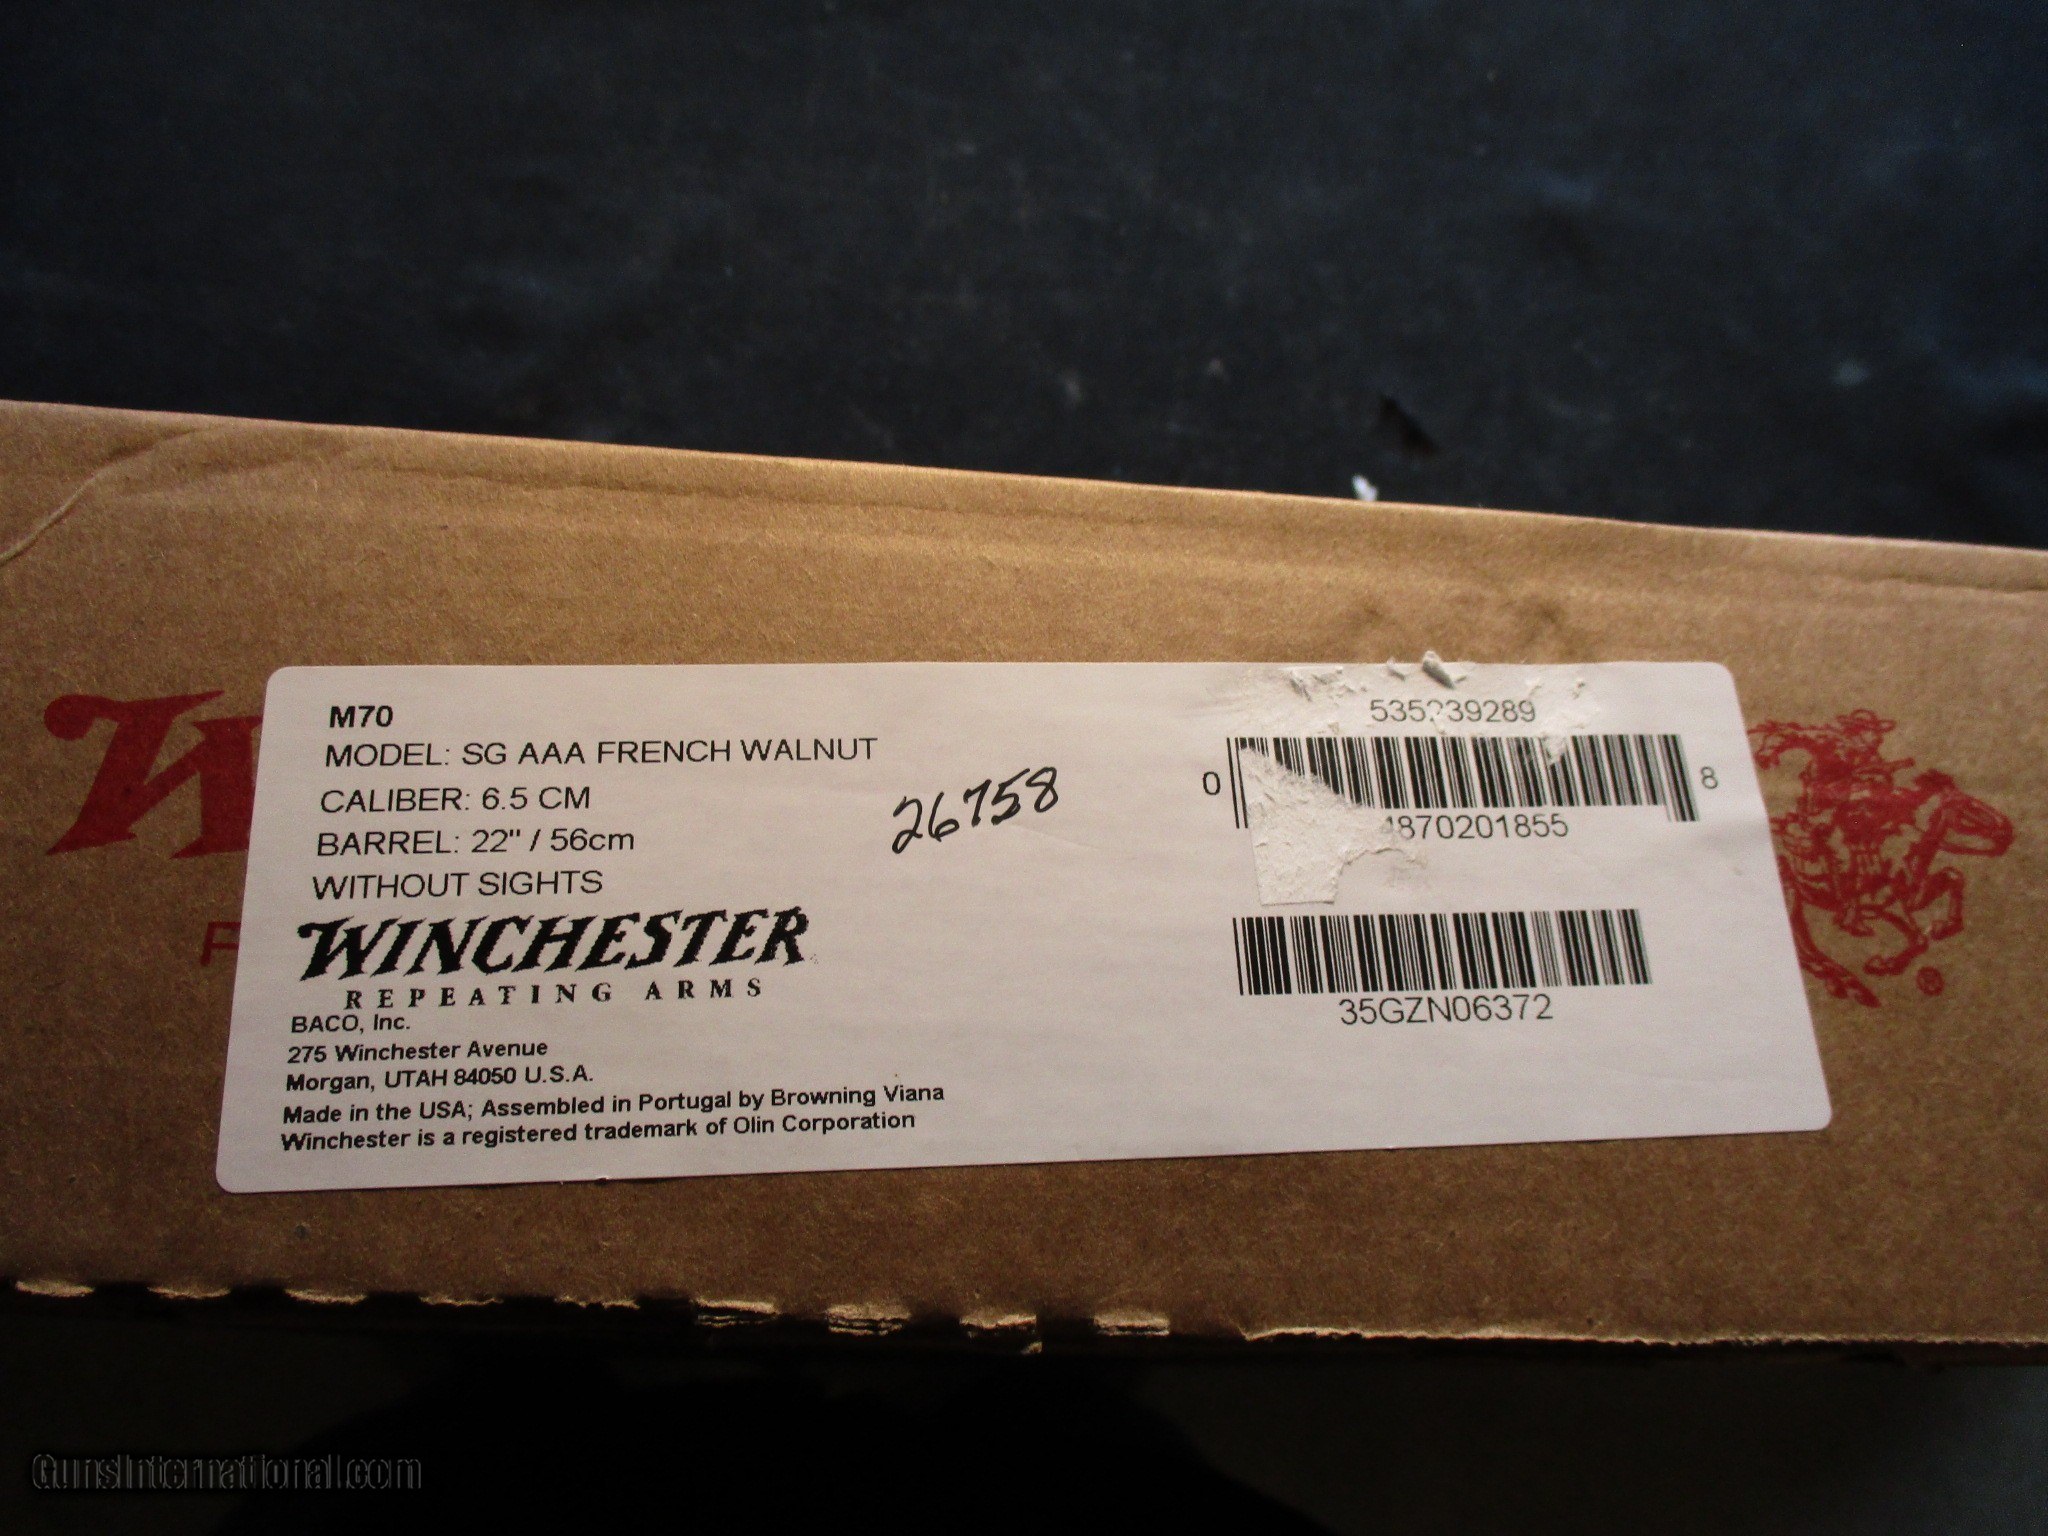 M70
MODEL: SG AAA FRENCH WALNUT
CALIBER: 6.5 CM
BARREL: 22" / 56cm
WITHOUT SIGHTS
WINCHESTER
REPEATING ARMS
BACO, Inc.
275 Winchester Avenue
Morgan, UTAH 84050 U.S.A.
Made in the USA; Assembled in Portugal by Browning Viana
Winchester is a registered trademark of Olin Corporation
26758
535239289
0 8
4870201855
35GZN06372
®
GunsInternational.com